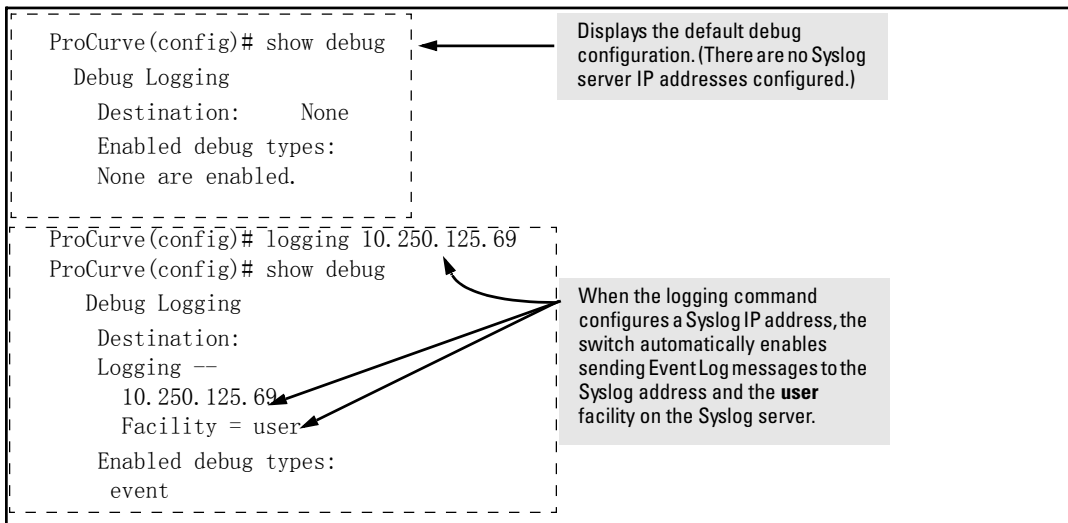 ProCurve(config)# show debug
Debug Logging
Destination: None
Enabled debug types:
None are enabled.
Displays the default debug
configuration. (There are no Syslog
server IP addresses configured.)
ProCurve(config)# logging 10.250.125.69
ProCurve(config)# show debug
Debug Logging
Destination:
Logging --
10.250.125.69
Facility = user
Enabled debug types:
event
When the logging command
configures a Syslog IP address, the
switch automatically enables
sending Event Log messages to the
Syslog address and the user
facility on the Syslog server.